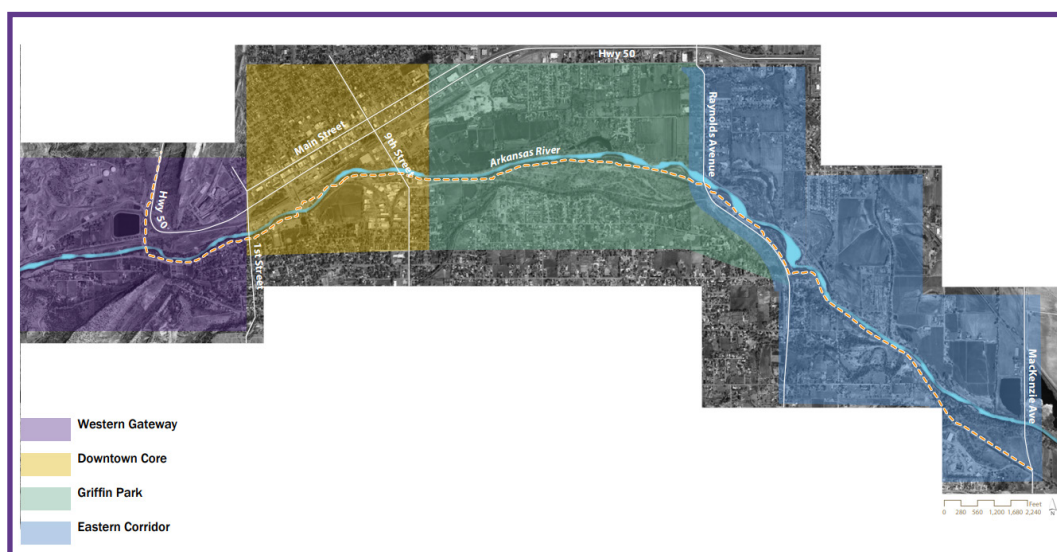 Hwy 50
Main Street
9th Street
Raynolds Avenue
Arkansas River
Hwy 50
1st Street
MacKenzie Ave
Western Gateway
Downtown Core
Griffin Park
Eastern Corridor
Feet
0 280 560 1,200 1,680 2,240
N